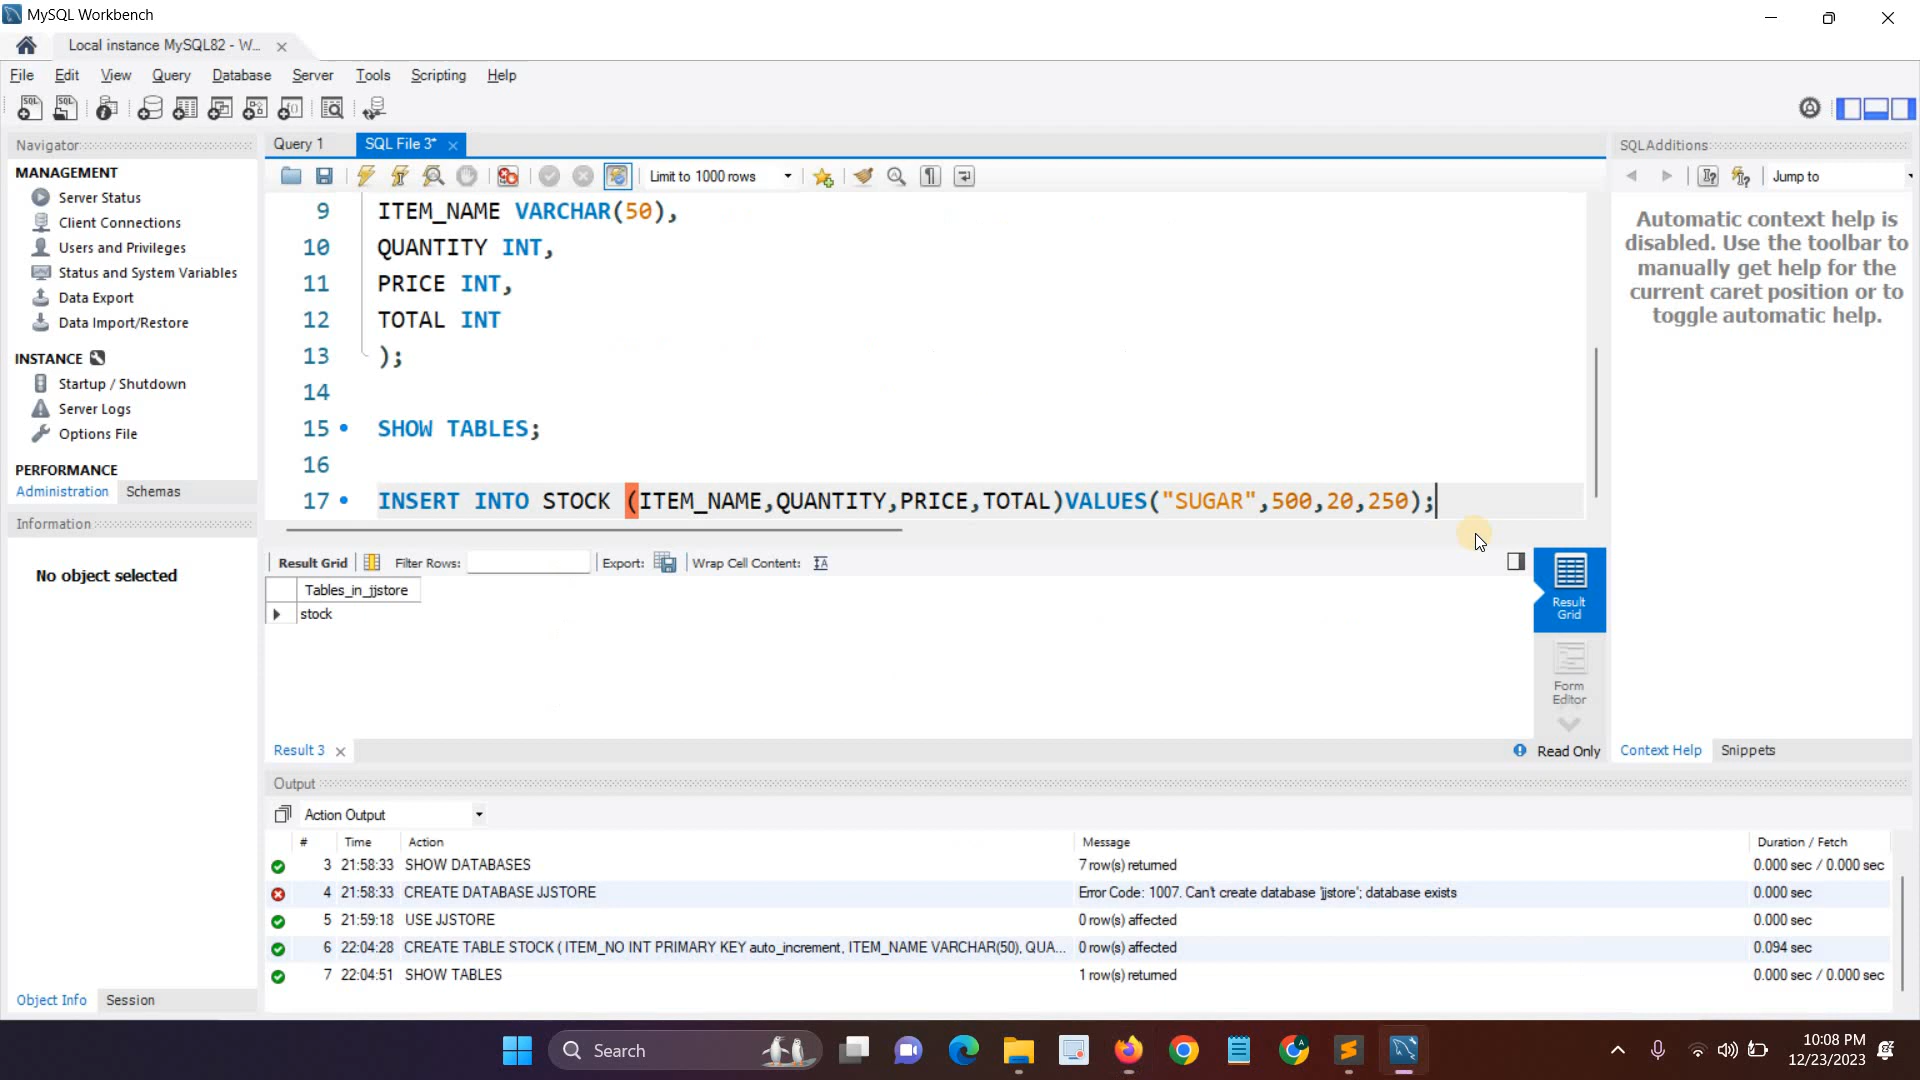 MySQL Workbench
Local instance MySQL82 - W...
File Edit View Query Database Server Tools Scripting Help
Navigator
MANAGEMENT
Server Status
Client Connections
Users and Privileges
Status and System Variables
Data Export
Data Import/Restore
INSTANCE
Startup / Shutdown
Server Logs
Options File
PERFORMANCE
Administration Schemas
Information
No object selected
Object Info Session
Query 1 SQL File 3*
Limit to 1000 rows
9 ITEM_NAME VARCHAR(50),
10 QUANTITY INT,
11 PRICE INT,
12 TOTAL INT
13 );
14
15 SHOW TABLES;
16
17 INSERT INTO STOCK (ITEM_NAME,QUANTITY,PRICE,TOTAL)VALUES("SUGAR",500,20,250);
Result Grid Filter Rows: Export: Wrap Cell Content:
Tables_in_jjstore
stock
Result Grid
Form Editor
Result 3 Read Only
SQLAdditions
Jump to
Automatic context help is
disabled. Use the toolbar to
manually get help for the
current caret position or to
toggle automatic help.
Context Help Snippets
Output
Action Output
# Time Action Message Duration / Fetch
3 21:58:33 SHOW DATABASES 7 row(s) returned 0.000 sec / 0.000 sec
4 21:58:33 CREATE DATABASE JJSTORE Error Code: 1007. Can't create database 'jjstore'; database exists 0.000 sec
5 21:59:18 USE JJSTORE 0 row(s) affected 0.000 sec
6 22:04:28 CREATE TABLE STOCK ( ITEM_NO INT PRIMARY KEY auto_increment, ITEM_NAME VARCHAR(50), QUA... 0 row(s) affected 0.094 sec
7 22:04:51 SHOW TABLES 1 row(s) returned 0.000 sec / 0.000 sec
Search
10:08 PM
12/23/2023